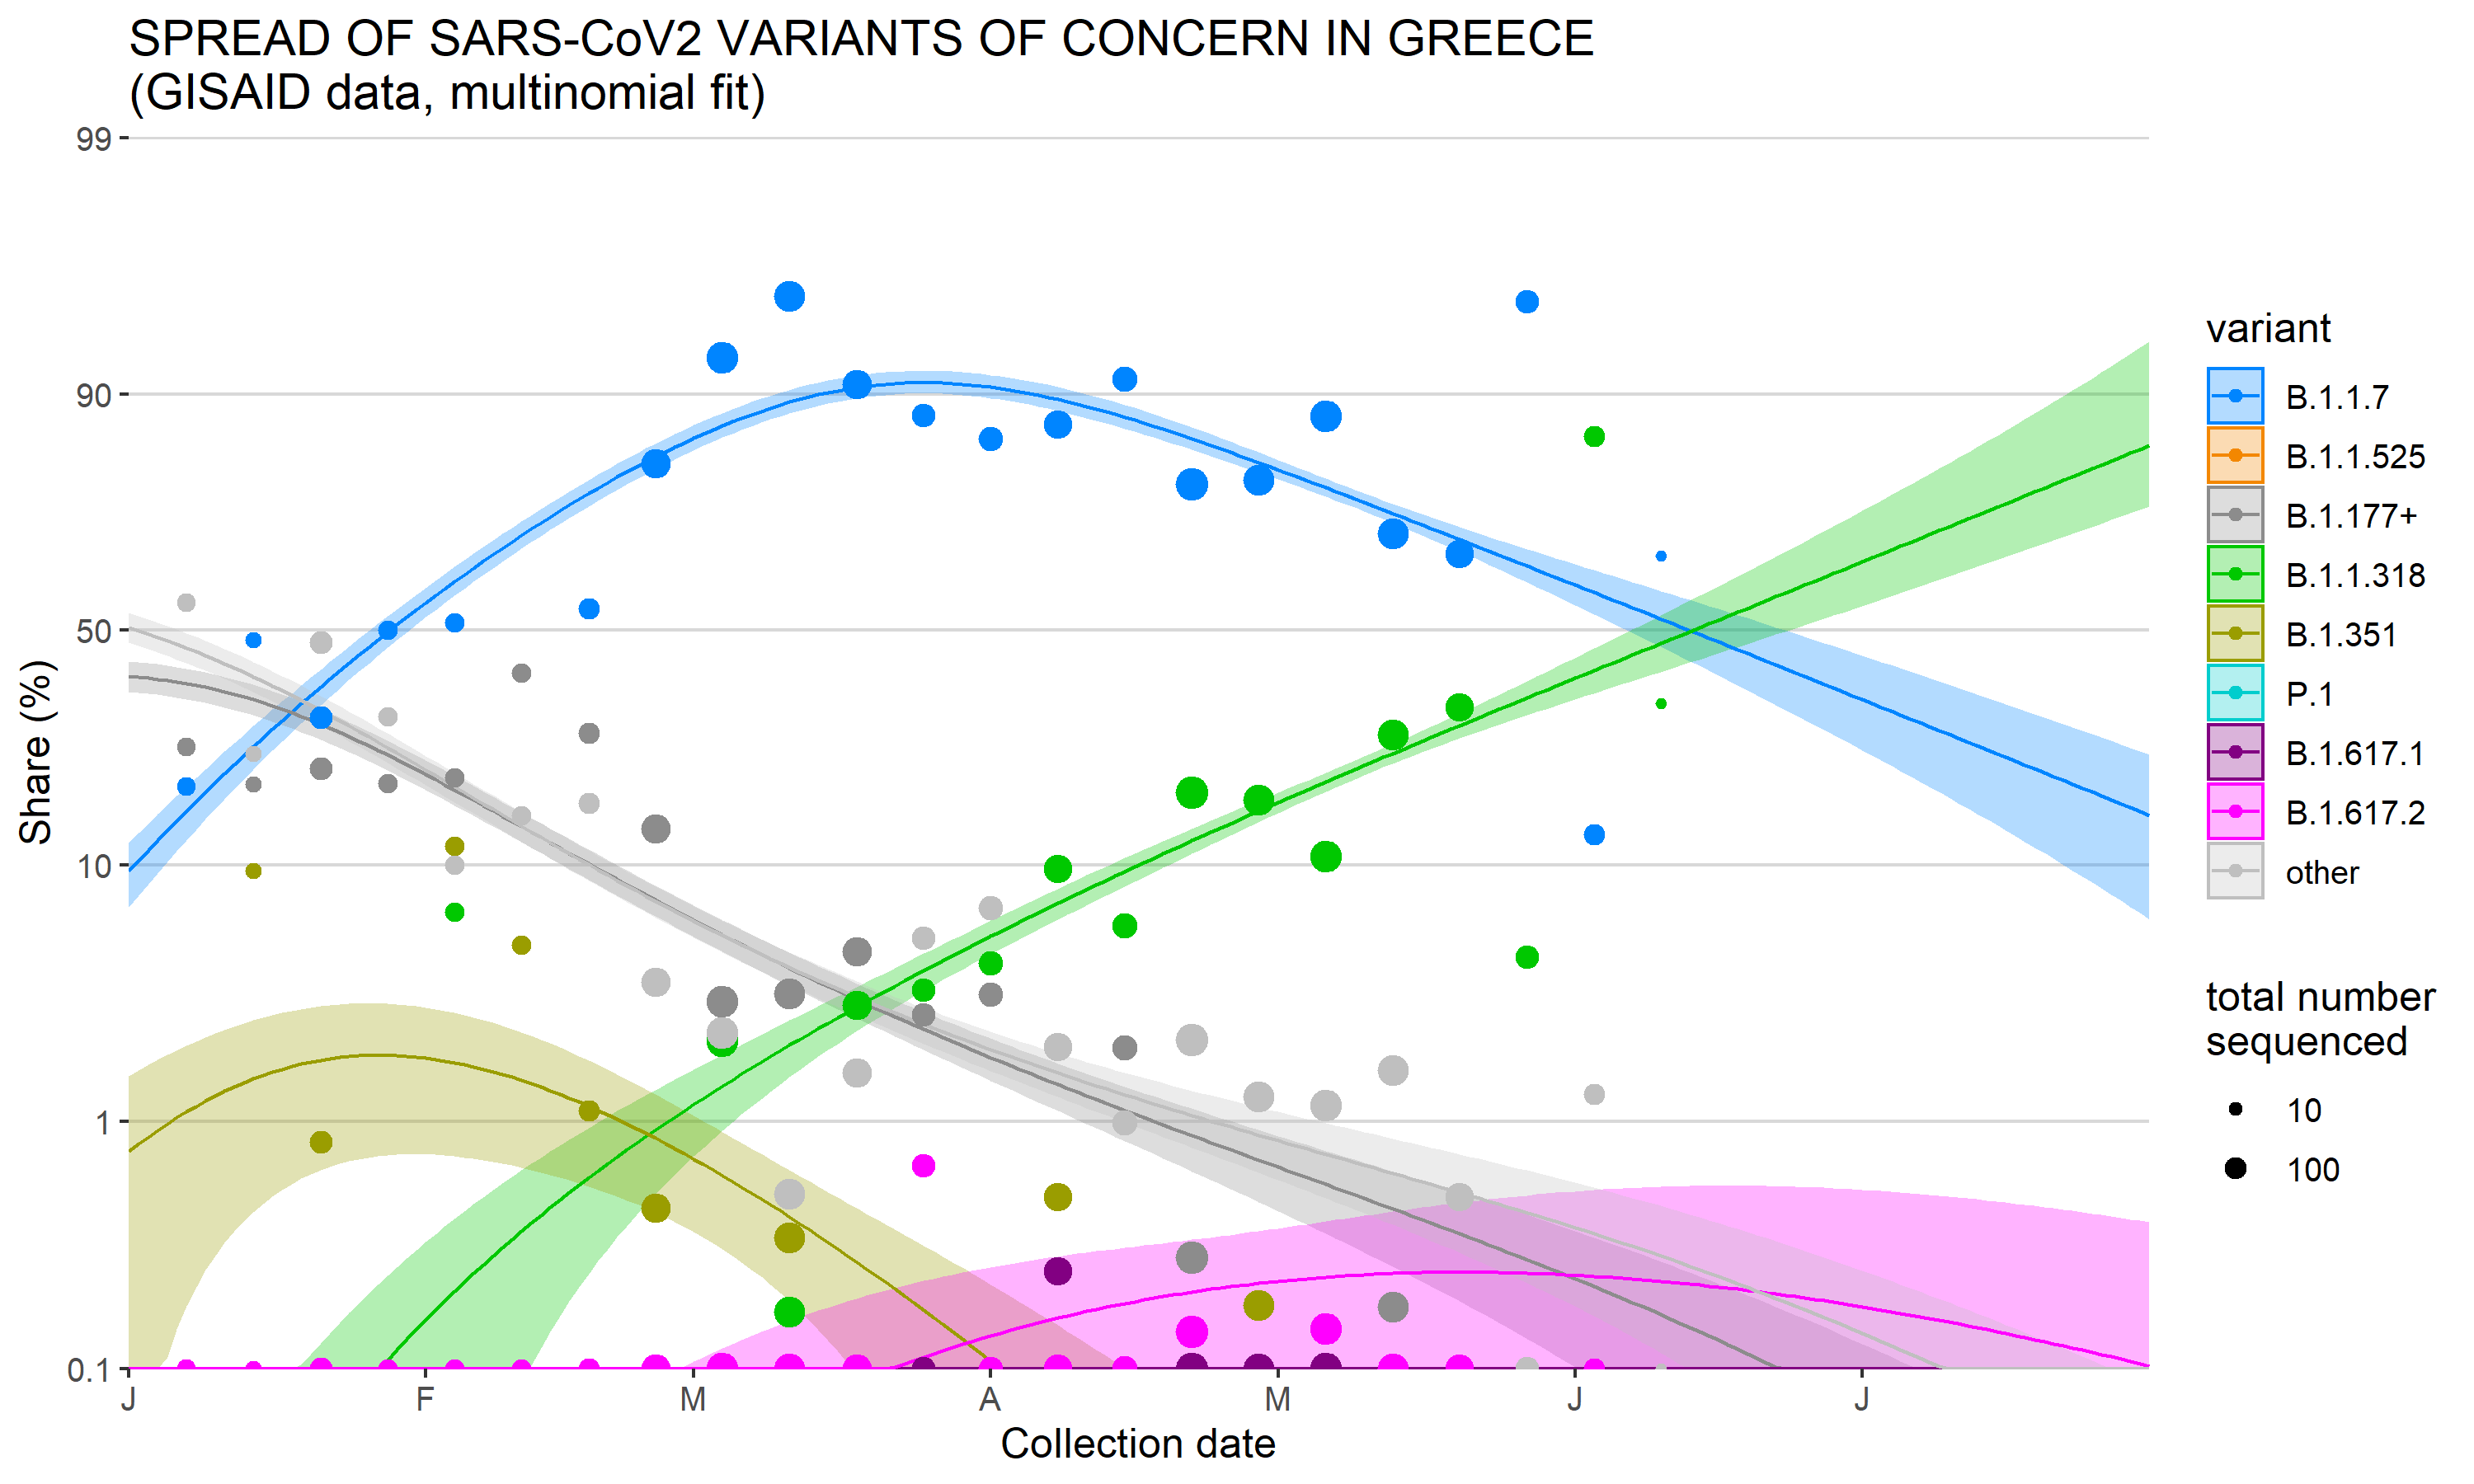 SPREAD OF SARS-CoV2 VARIANTS OF CONCERN IN GREECE
(GISAID data, multinomial fit)
99
90
50
10
1
0.1
Share (%)
J F M A M J J
Collection date
variant
B.1.1.7
B.1.1.525
B.1.177+
B.1.1.318
B.1.351
P.1
B.1.617.1
B.1.617.2
other
total number
sequenced
10
100